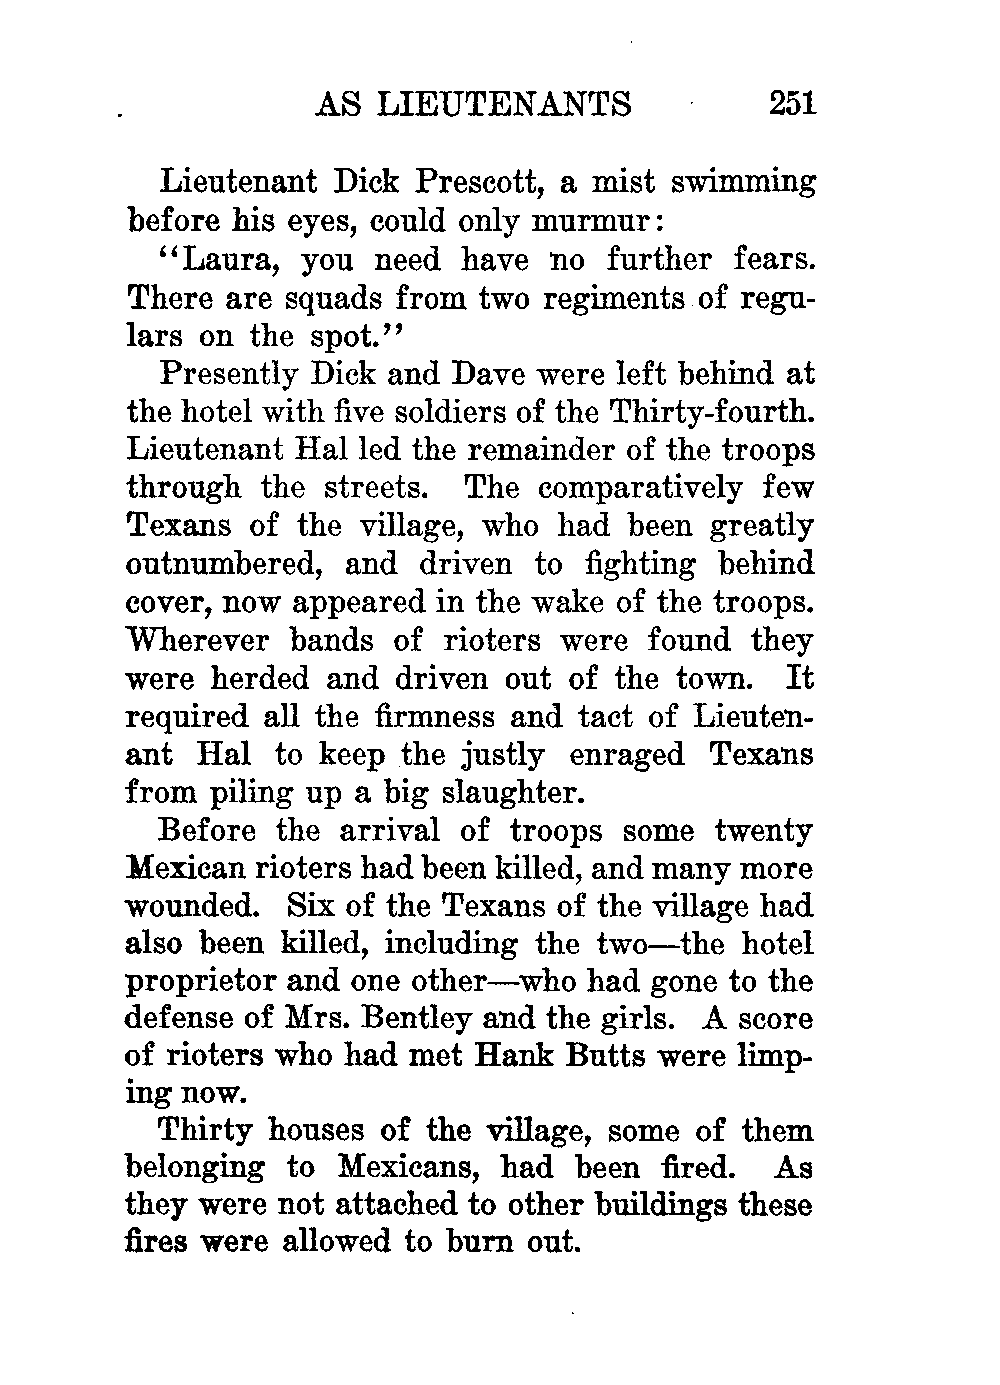 AS LIEUTENANTS 251
Lieutenant Dick Prescott, a mist swimming
before his eyes, could only murmur:
“Laura, you need have no further fears.
There are squads from two regiments of regu-
lars on the spot.”
Presently Dick and Dave were left behind at
the hotel with five soldiers of the Thirty-fourth.
Lieutenant Hal led the remainder of the troops
through the streets. The comparatively few
Texans of the village, who had been greatly
outnumbered, and driven to fighting behind
cover, now appeared in the wake of the troops.
Wherever bands of rioters were found they
were herded and driven out of the town. It
required all the firmness and tact of Lieuten-
ant Hal to keep the justly enraged Texans
from piling up a big slaughter.
Before the arrival of troops some twenty
Mexican rioters had been killed, and many more
wounded. Six of the Texans of the village had
also been killed, including the two—the hotel
proprietor and one other—who had gone to the
defense of Mrs. Bentley and the girls. A score
of rioters who had met Hank Butts were limp-
ing now.
Thirty houses of the village, some of them
belonging to Mexicans, had been fired. As
they were not attached to other buildings these
fires were allowed to burn out.